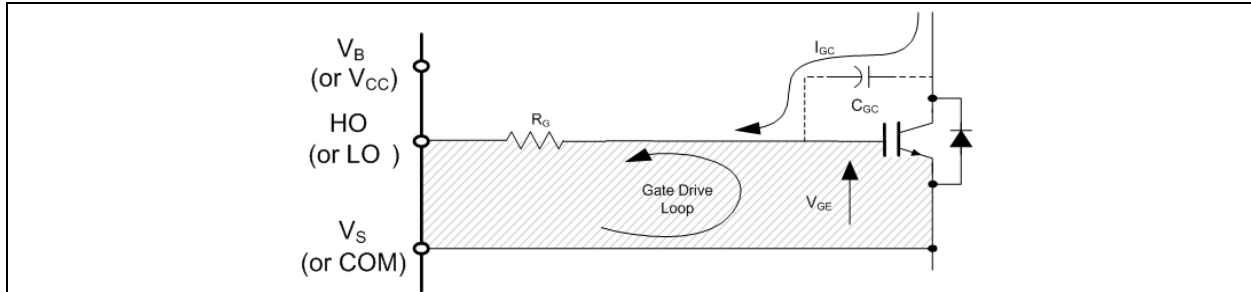 V_B
(or V_CC)
HO
(or LO )
V_S
(or COM)
R_G
I_GC
C_GC
Gate Drive
Loop
V_GE